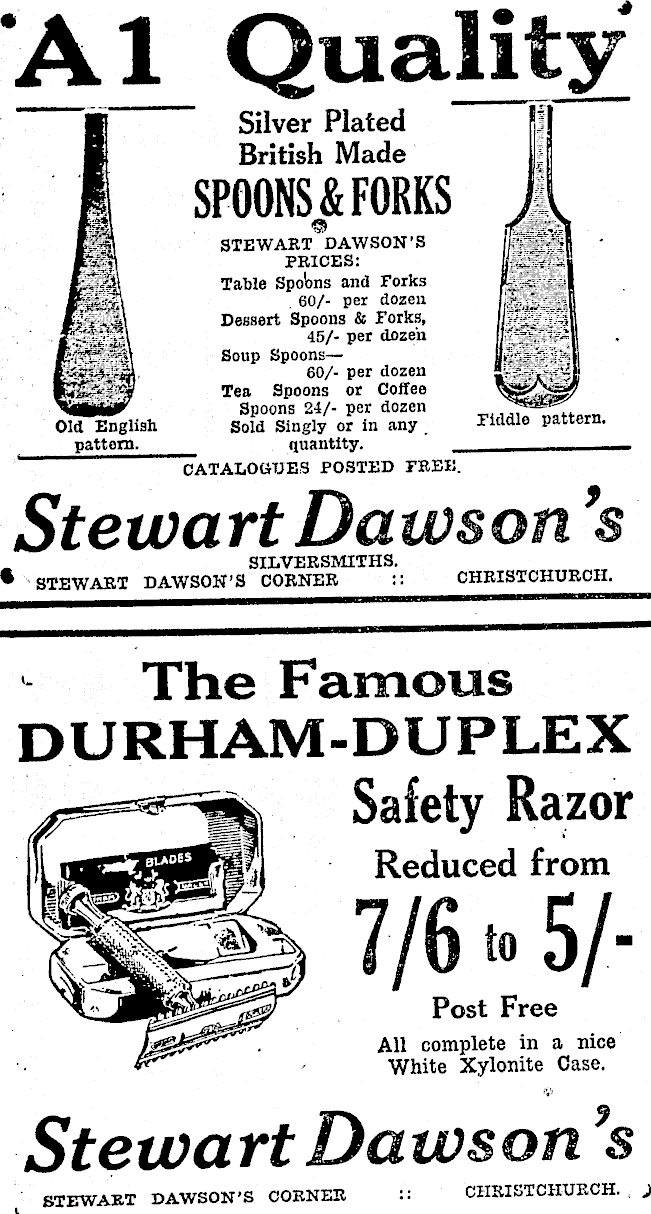 'A1 Quality'
Silver Plated
British Made
SPOONS & FORKS
STEWART DAWSON'S
PRICES:
Table Spoons and Forks
60/- per dozen
Dessert Spoons & Forks,
45/- per dozen
Soup Spoons—
60/- per dozen
Tea Spoons or Coffee
Spoons 24/- per dozen
Sold Singly or in any
quantity.
Old English
pattern.
Fiddle pattern.
CATALOGUES POSTED FREE.
Stewart Dawson's
SILVERSMITHS.
STEWART DAWSON'S CORNER :: CHRISTCHURCH.
The Famous
DURHAM-DUPLEX
Safety Razor
Reduced from
7/6 to 5/-
Post Free
All complete in a nice
White Xylonite Case.
BLADES
Stewart Dawson's
STEWART DAWSON'S CORNER :: CHRISTCHURCH.